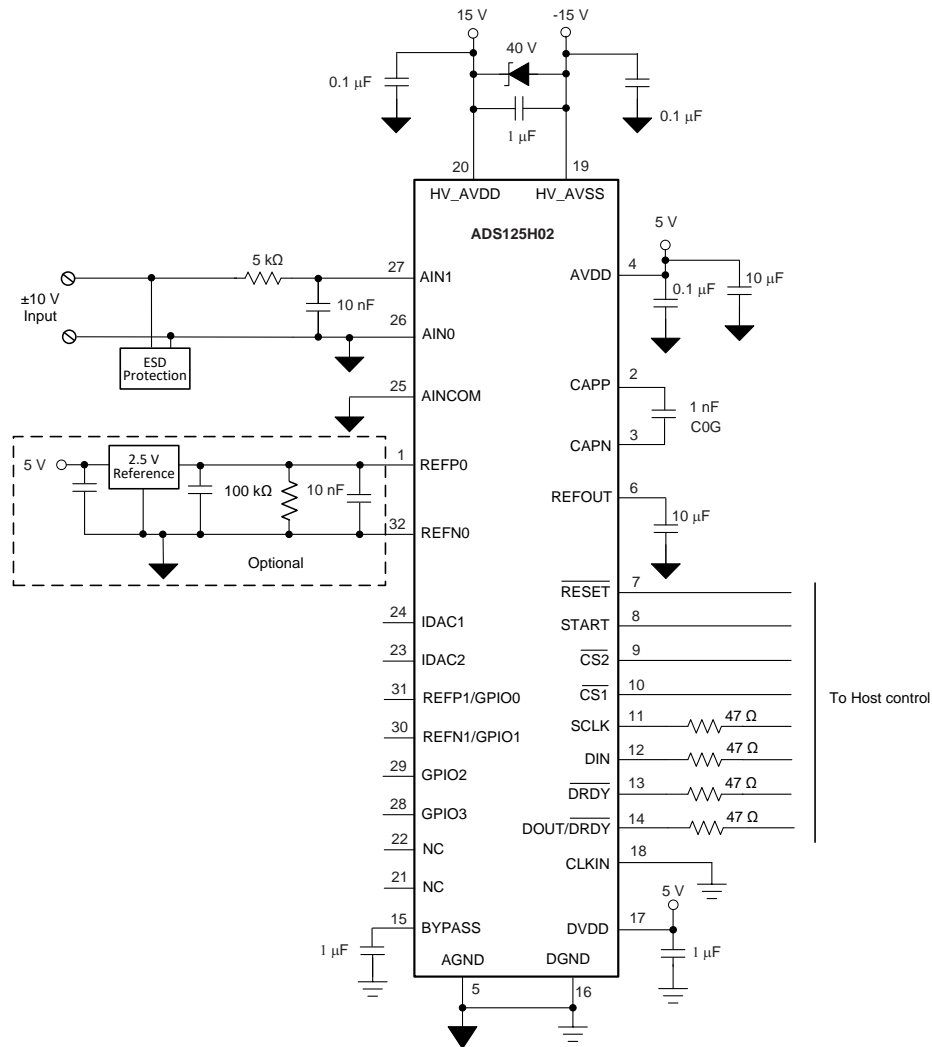 15 V
-15 V
40 V
0.1 μF
0.1 μF
1 μF
20
19
HV_AVDD
HV_AVSS
ADS125H02
5 V
5 kΩ
27
AIN1
4
AVDD
10 μF
0.1 μF
±10 V
Input
10 nF
26
AIN0
ESD
Protection
25
AINCOM
2
CAPP
1 nF
C0G
3
CAPN
5 V
2.5 V
Reference
1
REFP0
100 kΩ
10 nF
32
REFN0
Optional
6
REFOUT
10 μF
7
RESET
8
START
9
CS2
10
CS1
11
SCLK
47 Ω
12
DIN
47 Ω
13
DRDY
47 Ω
14
DOUT/DRDY
47 Ω
To Host control
24
IDAC1
23
IDAC2
31
REFP1/GPIO0
30
REFN1/GPIO1
29
GPIO2
28
GPIO3
22
NC
21
NC
18
CLKIN
15
BYPASS
1 μF
5 V
17
DVDD
1 μF
AGND
DGND
5
16